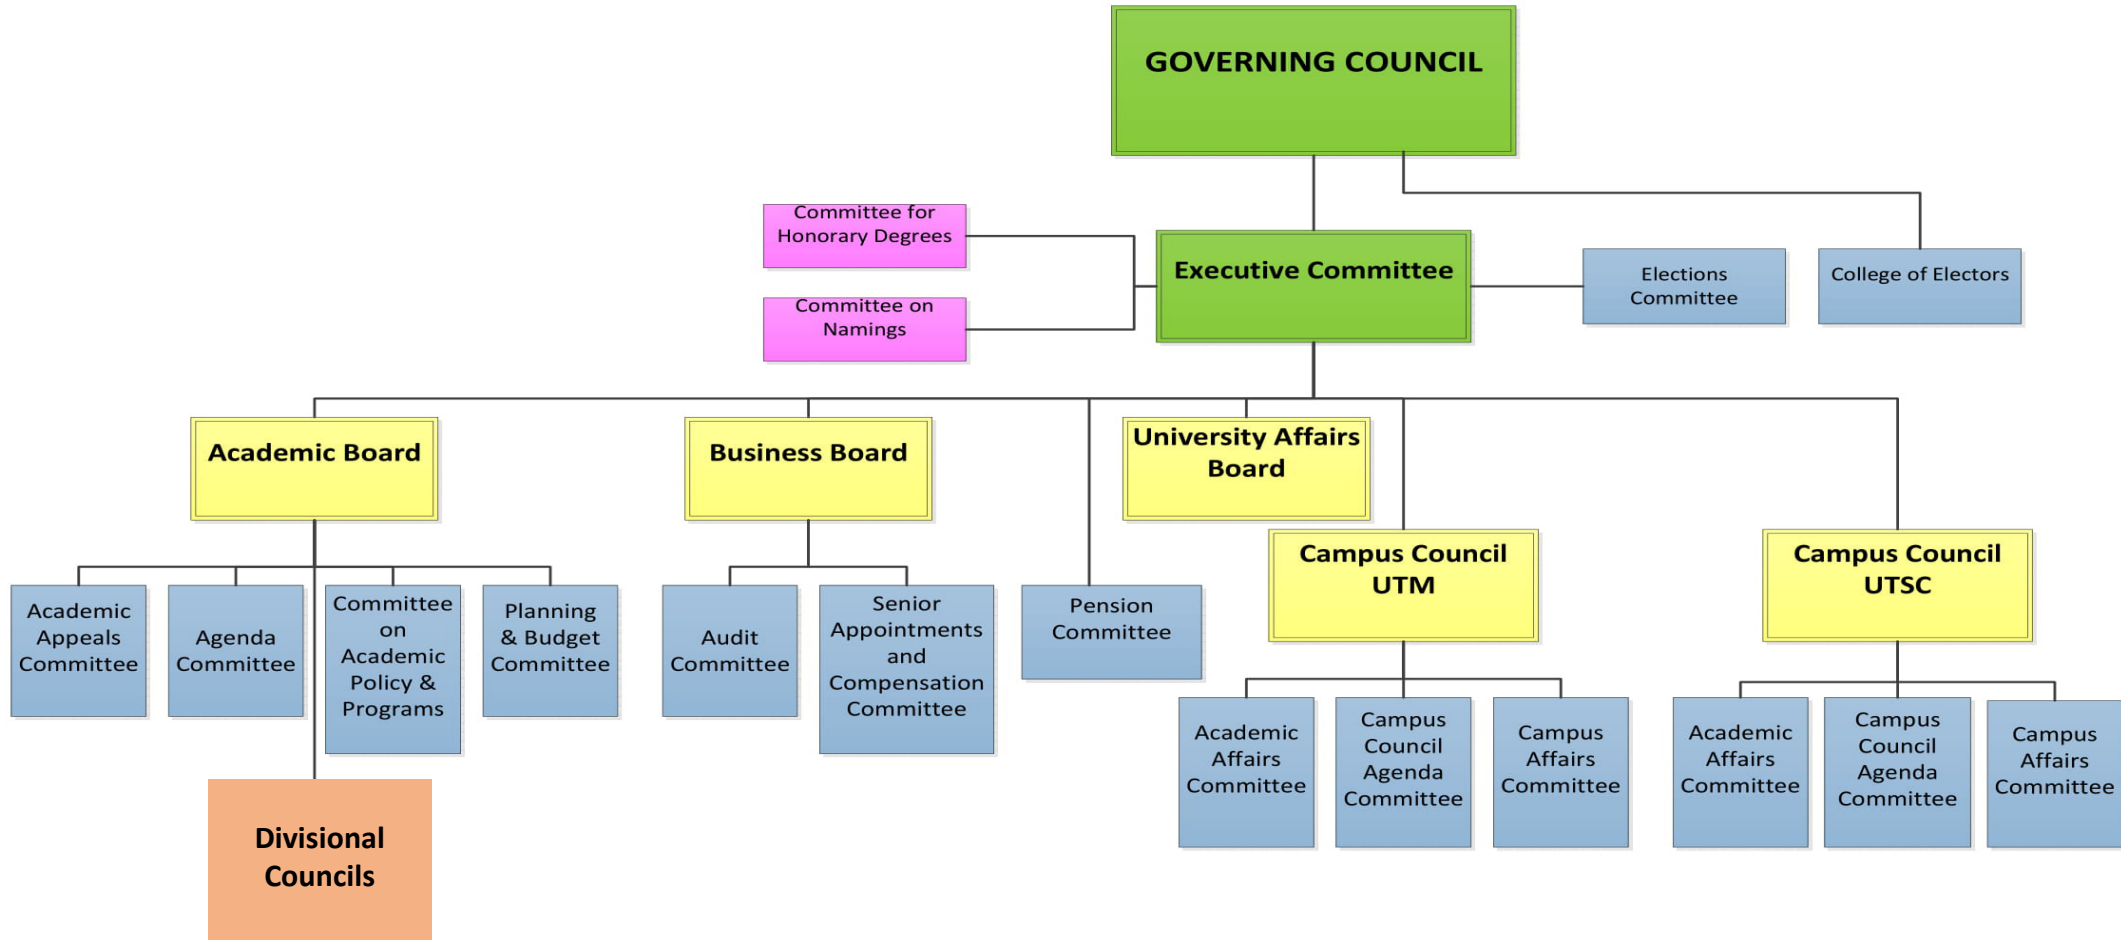 GOVERNING COUNCIL
Committee for
Honorary Degrees
Committee on
Namings
Executive Committee
Elections
Committee
College of Electors
Academic Board
Business Board
University Affairs
Board
Campus Council
UTM
Campus Council
UTSC
Academic
Appeals
Committee
Agenda
Committee
Committee
on
Academic
Policy &
Programs
Planning
& Budget
Committee
Audit
Committee
Senior
Appointments
and
Compensation
Committee
Pension
Committee
Academic
Affairs
Committee
Campus
Council
Agenda
Committee
Campus
Affairs
Committee
Academic
Affairs
Committee
Campus
Council
Agenda
Committee
Campus
Affairs
Committee
Divisional
Councils